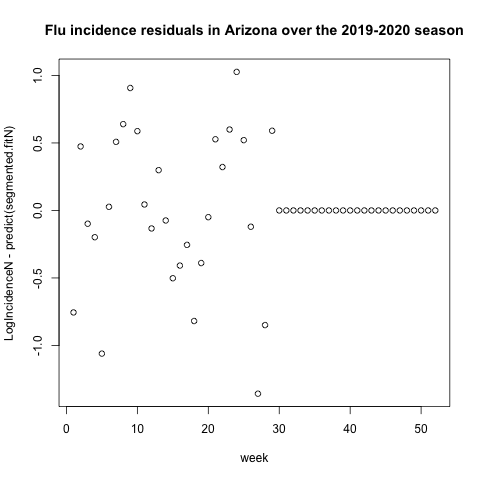 Flu incidence residuals in Arizona over the 2019-2020 season
LogIncidenceN - predict(segmented.fitN)
1.0
0.5
0.0
-0.5
-1.0
0 10 20 30 40 50
week